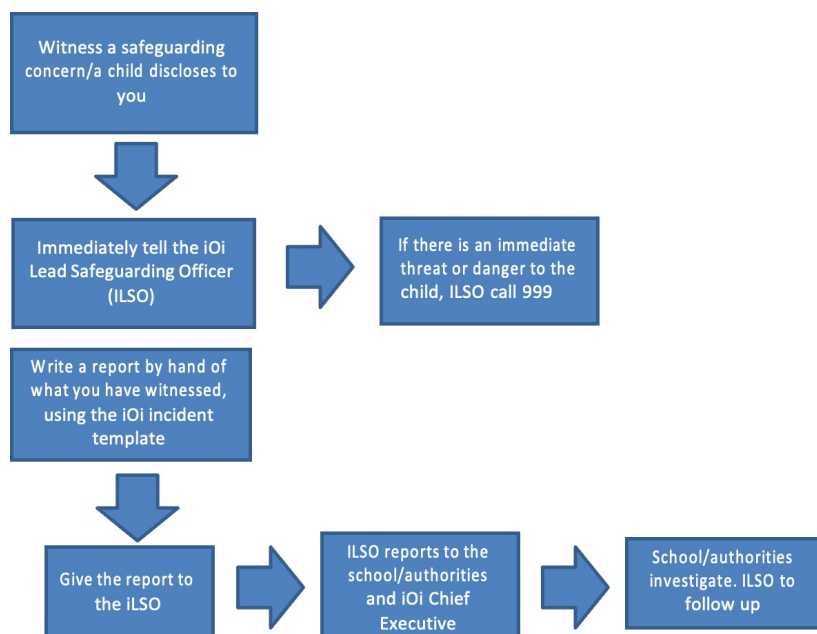 Witness a safeguarding
concern/a child discloses to
you
Immediately tell the iOi
Lead Safeguarding Officer
(ILSO)
If there is an immediate
threat or danger to the
child, ILSO call 999
Write a report by hand of
what you have witnessed,
using the iOi incident
template
Give the report to
the iLSO
ILSO reports to the
school/authorities
and iOi Chief
Executive
School/authorities
investigate. ILSO to
follow up